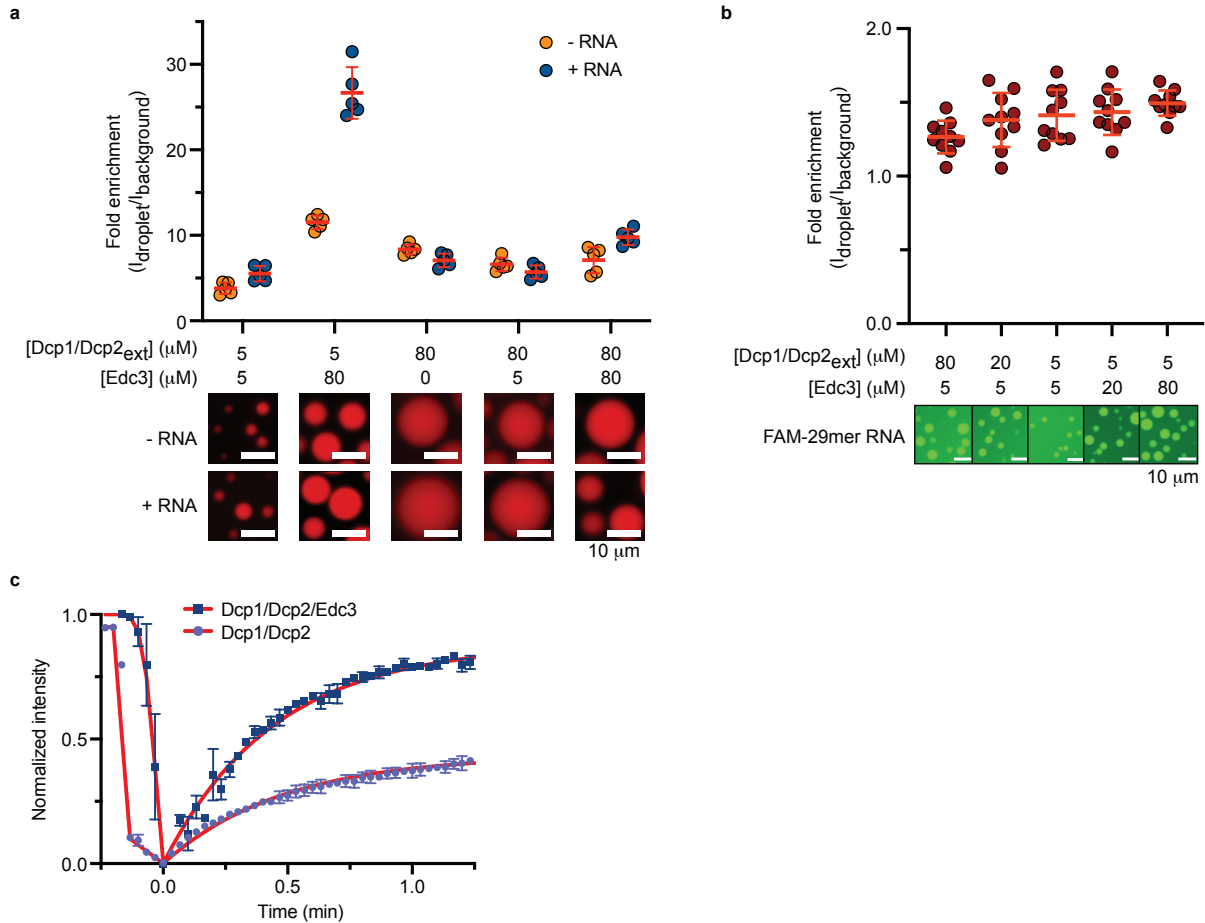 a
Fold enrichment
(I droplet/I background)
30
20
10
0
- RNA
+ RNA
[Dcp1/Dcp2ext] (μM) 5 5 80 80 80
[Edc3] (μM) 5 80 0 5 80
- RNA
+ RNA
10 μm
b
Fold enrichment
(I droplet/I background)
2.0
1.0
0.0
[Dcp1/Dcp2ext] (μM) 80 20 5 5 5
[Edc3] (μM) 5 5 5 20 80
FAM-29mer RNA
10 μm
c
Normalized intensity
1.0
0.5
0.0
Dcp1/Dcp2/Edc3
Dcp1/Dcp2
0.0 0.5 1.0
Time (min)